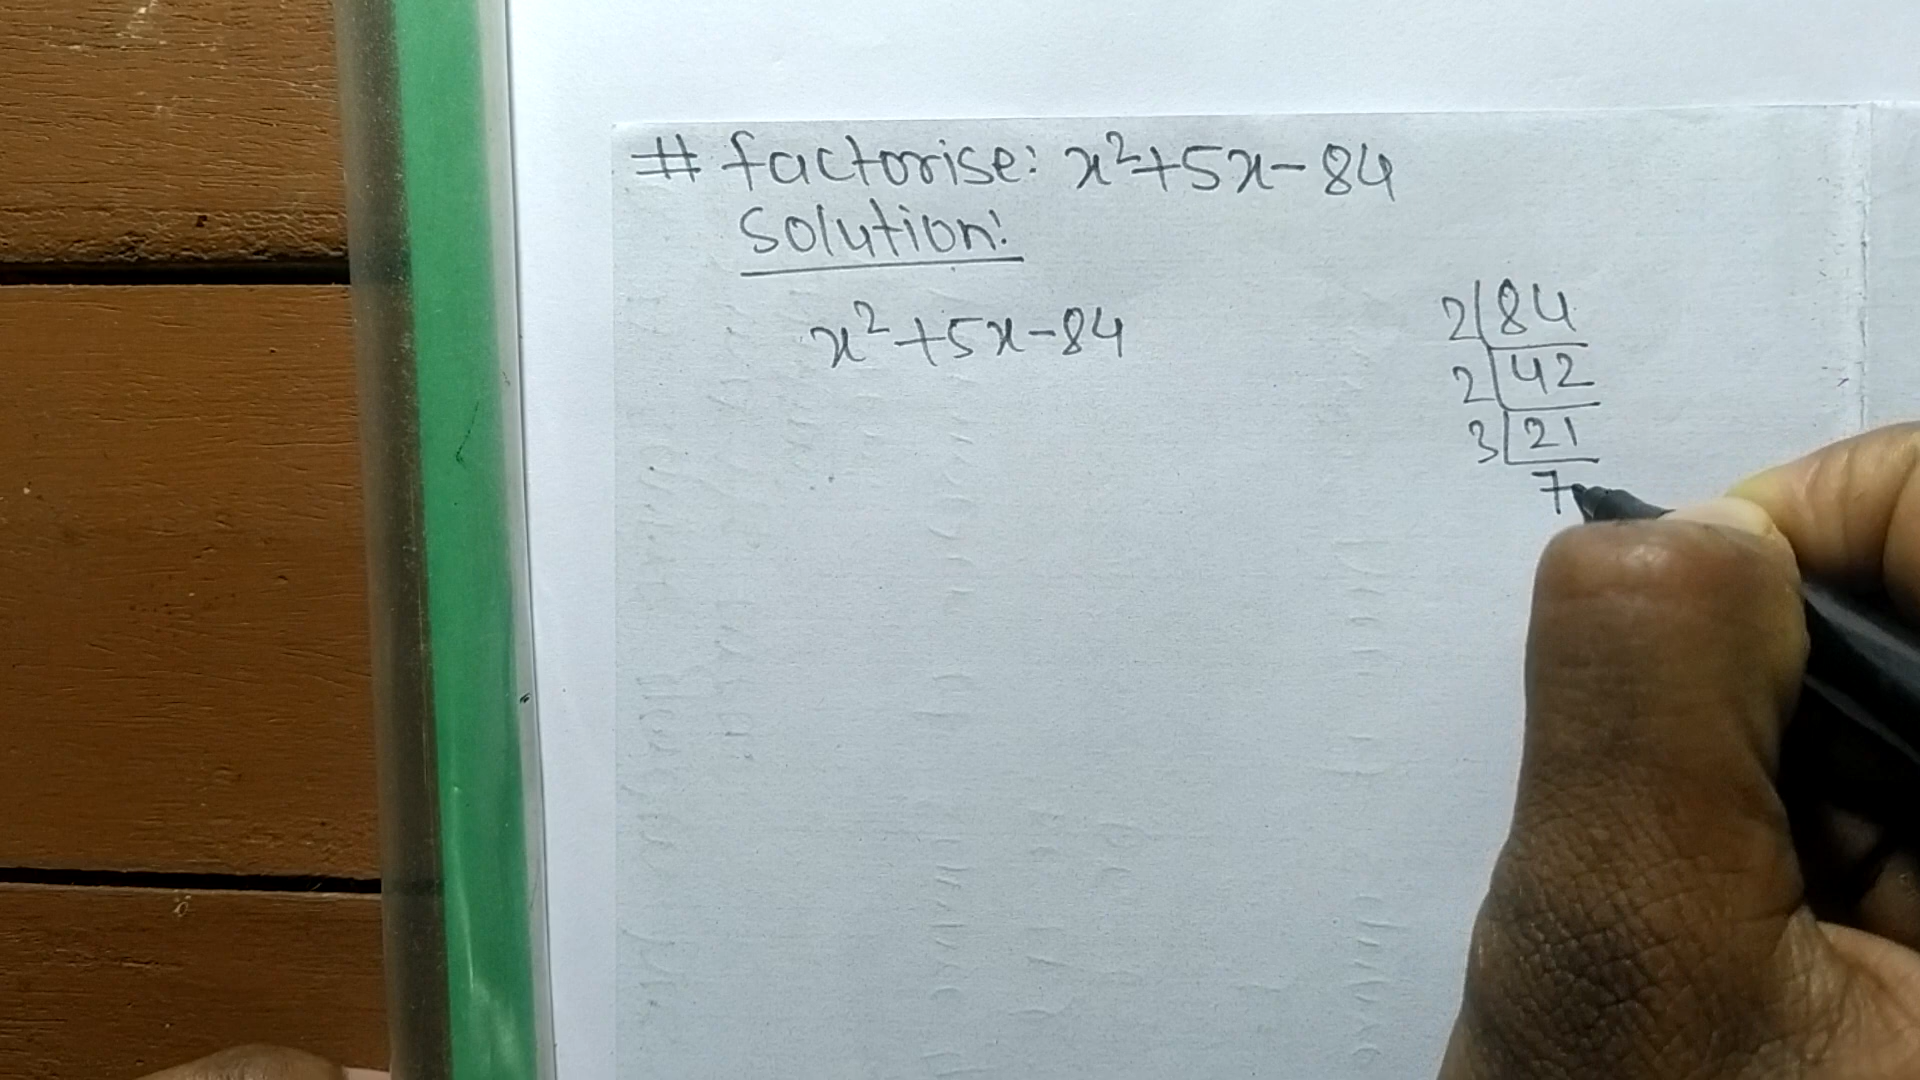 # factorise: x²+5x-84
Solution:
x²+5x-84
2|84
2|42
3|21
7